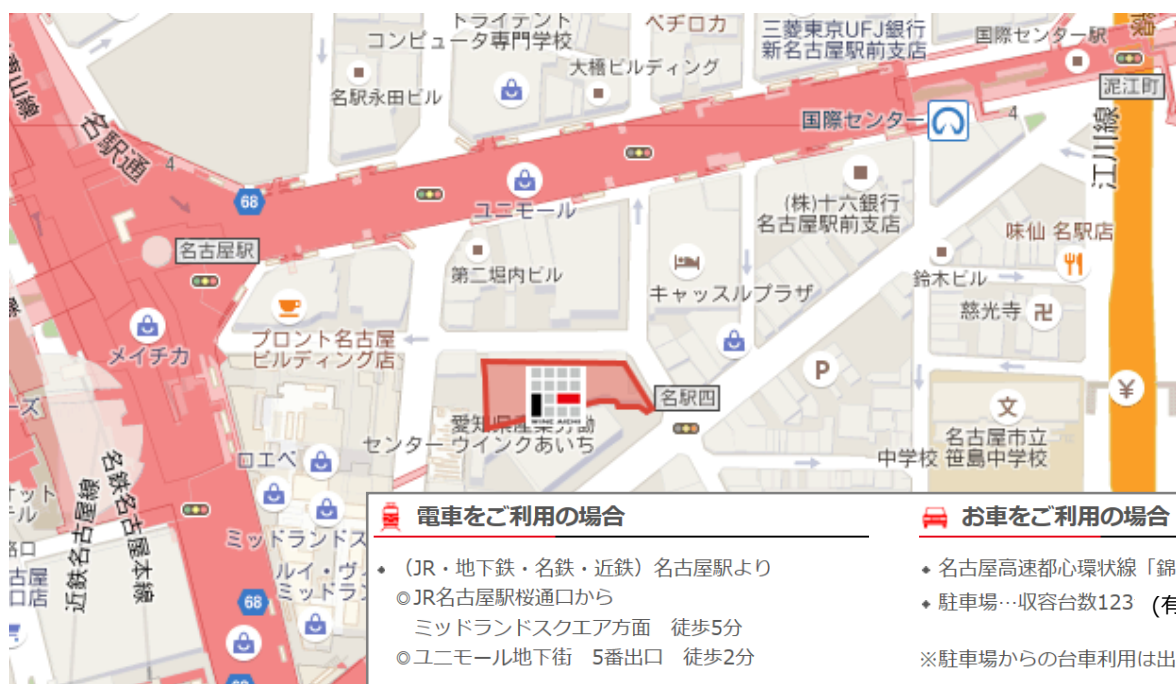 トライデント
コンピュータ専門学校
ベチロカ
三菱東京UFJ銀行
新名古屋駅前支店
国際センター駅
大橋ビルディング
名駅永田ビル
泥江町
青山線
名駅通
4
国際センター
4
江川線
68
ユニモール
(株)十六銀行
名古屋駅前支店
味仙 名駅店
名古屋駅
第二堀内ビル
キャッスルプラザ
鈴木ビル
慈光寺
卍
プロント名古屋
ビルディング店
メイチカ
P
名駅四
¥
文
WINC AICHI
愛知県産業労働
センター ウインクあいち
名古屋市立
中学校 笹島中学校
ロエベ
近鉄名古屋線
名鉄名古屋本線
ミッドランドス
ルイ・ヴ
ミッドラ
68
68
電車をご利用の場合
(JR・地下鉄・名鉄・近鉄)名古屋駅より
◎JR名古屋駅桜通口から
ミッドランドスクエア方面 徒歩5分
◎ユニモール地下街 5番出口 徒歩2分
お車をご利用の場合
名古屋高速都心環状線「錦
駐車場…収容台数123 (有
※駐車場からの台車利用は出